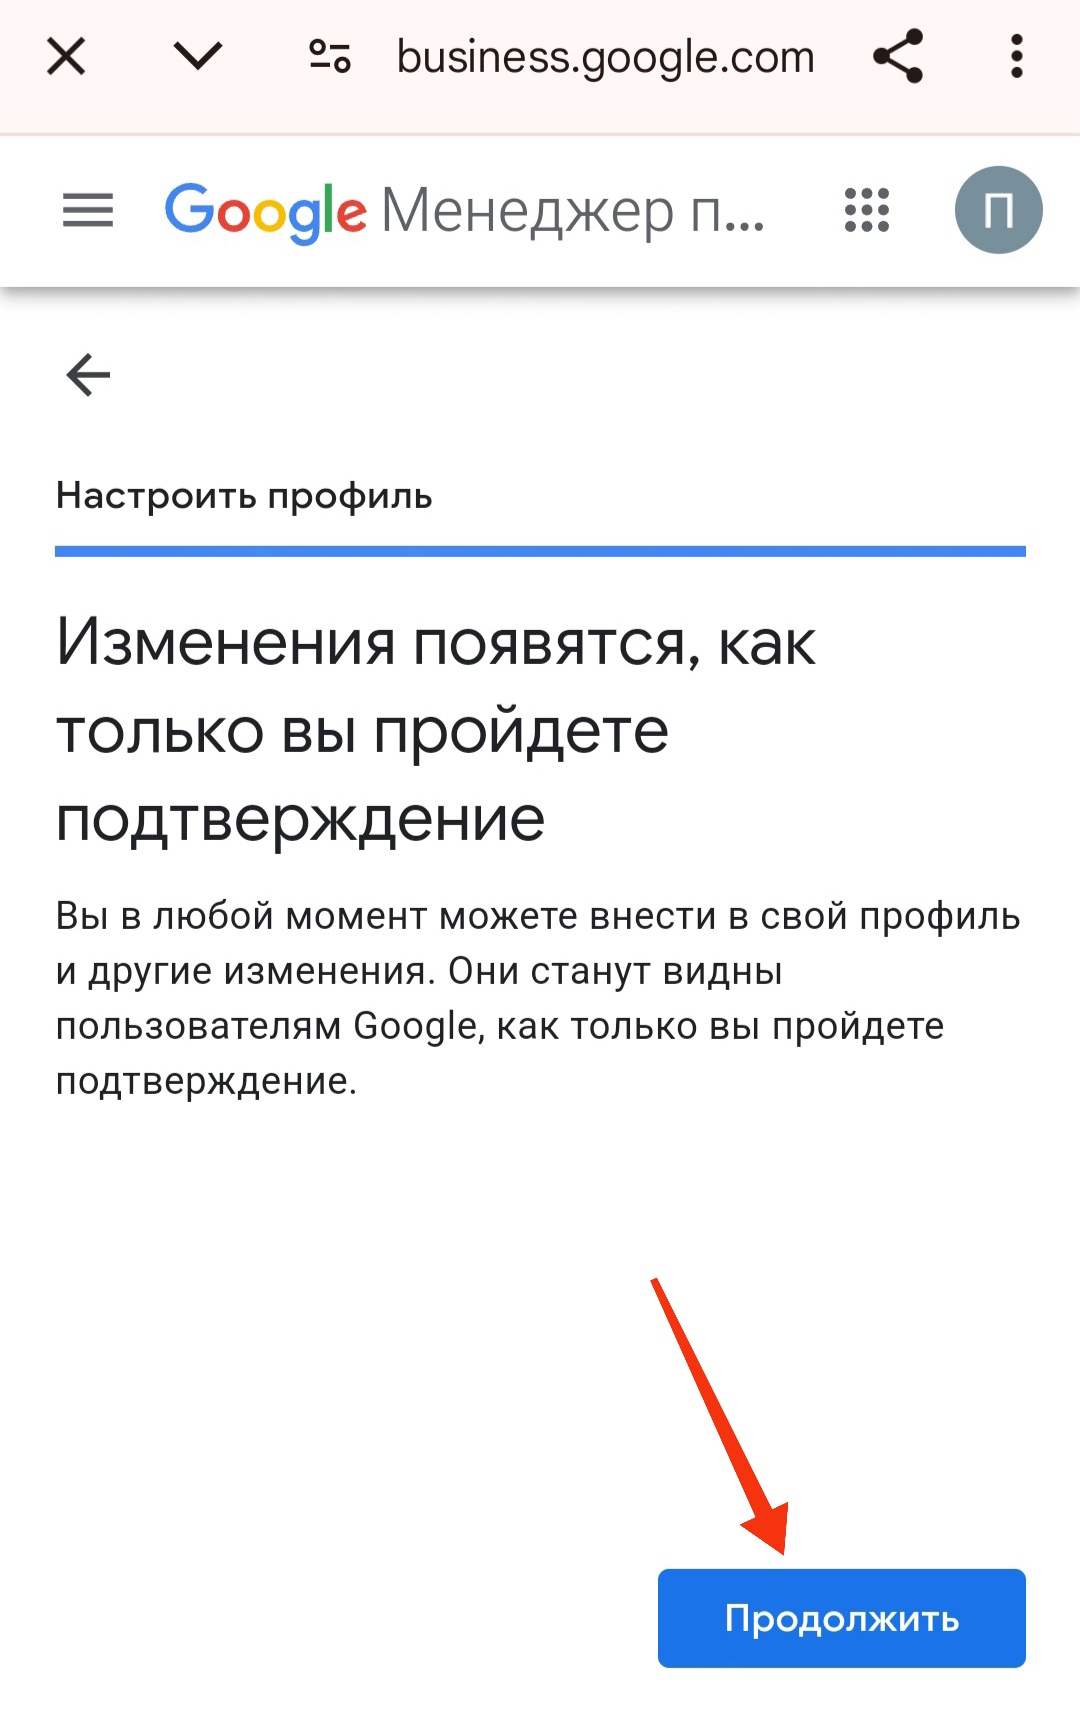 business.google.com
Google Менеджер п...
П
Настроить профиль
Изменения появятся, как
только вы пройдете
подтверждение
Вы в любой момент можете внести в свой профиль
и другие изменения. Они станут видны
пользователям Google, как только вы пройдете
подтверждение.
Продолжить